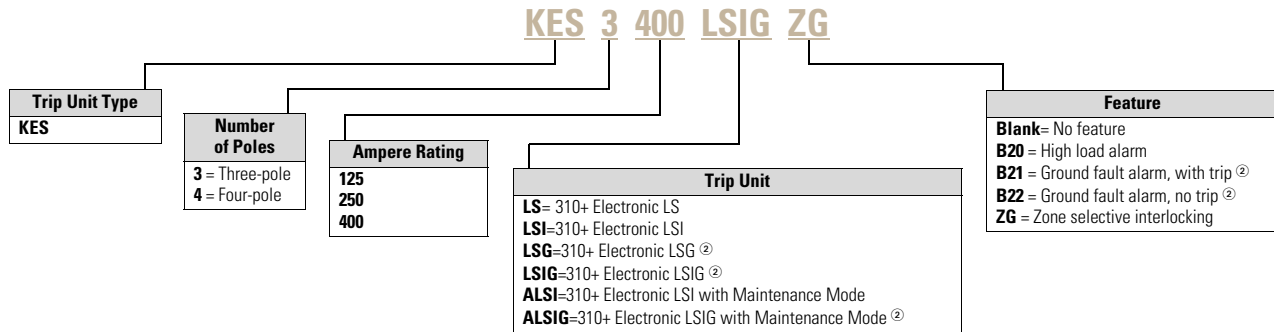 KES 3 400 LSIG ZG
Trip Unit Type
KES
Number
of Poles
3 = Three-pole
4 = Four-pole
Ampere Rating
125
250
400
Trip Unit
LS= 310+ Electronic LS
LSI=310+ Electronic LSI
LSG=310+ Electronic LSG ②
LSIG=310+ Electronic LSIG ②
ALSI=310+ Electronic LSI with Maintenance Mode
ALSIG=310+ Electronic LSIG with Maintenance Mode ②
Feature
Blank= No feature
B20 = High load alarm
B21 = Ground fault alarm, with trip ②
B22 = Ground fault alarm, no trip ②
ZG = Zone selective interlocking